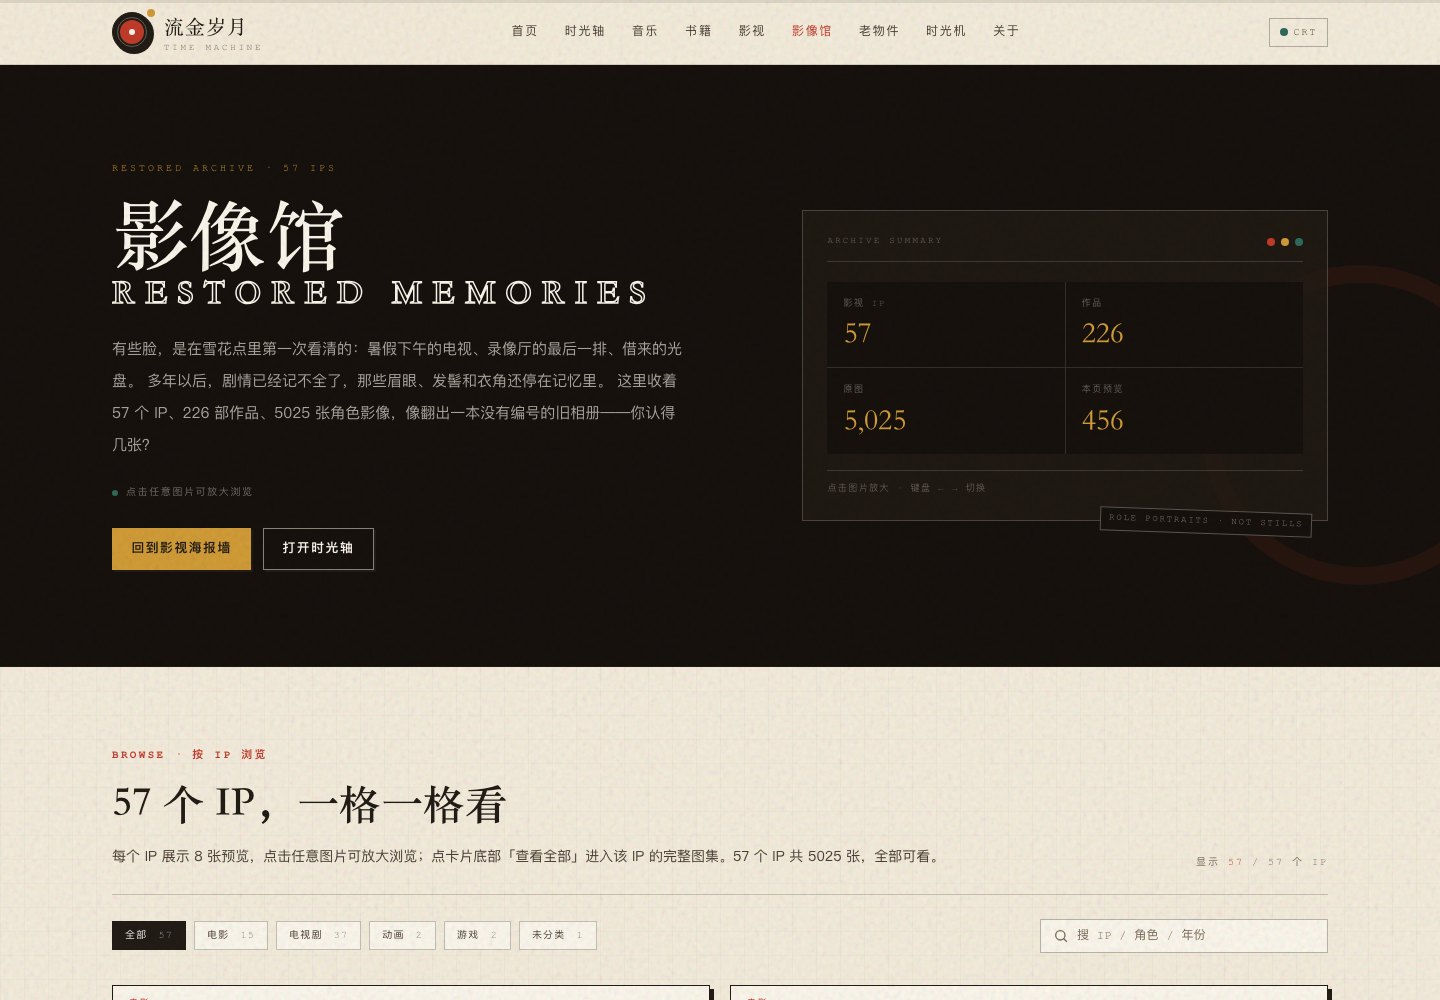 流金岁月
TIME MACHINE
首页 时光轴 音乐 书籍 影视 影像馆 老物件 时光机 关于
CRT
RESTORED ARCHIVE · 57 IPS
影像馆
RESTORED MEMORIES
有些脸，是在雪花点里第一次看清的：暑假下午的电视、录像厅的最后一排、借来的光
盘。 多年以后，剧情已经记不全了，那些眉眼、发髻和衣角还停在记忆里。 这里收着
57 个 IP、226 部作品、5025 张角色影像，像翻出一本没有编号的旧相册——你认得
几张？
点击任意图片可放大浏览
回到影视海报墙 打开时光轴
ARCHIVE SUMMARY
影视 IP
57
作品
226
原图
5,025
本页预览
456
点击图片放大 · 键盘 ← → 切换
ROLE PORTRAITS · NOT STILLS
BROWSE · 按 IP 浏览
57 个 IP，一格一格看
每个 IP 展示 8 张预览，点击任意图片可放大浏览；点卡片底部「查看全部」进入该 IP 的完整图集。57 个 IP 共 5025 张，全部可看。
显示 57 / 57 个 IP
全部 57 电影 15 电视剧 37 动画 2 游戏 2 未分类 1
搜 IP / 角色 / 年份